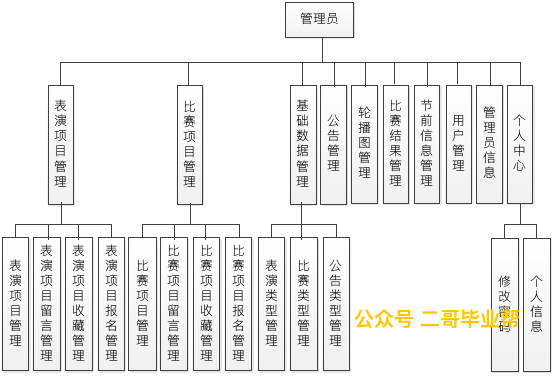 管理员
表演项目管理
比赛项目管理
基础数据管理
公告管理
轮播图管理
比赛结果管理
节前信息管理
用户管理
管理员信息
个人中心
表演项目管理
表演项目留言管理
表演项目收藏管理
表演项目报名管理
比赛项目管理
比赛项目留言管理
比赛项目收藏管理
比赛项目报名管理
表演类型管理
比赛类型管理
公告类型管理
修改密码
个人信息
公众号 二哥毕业帮